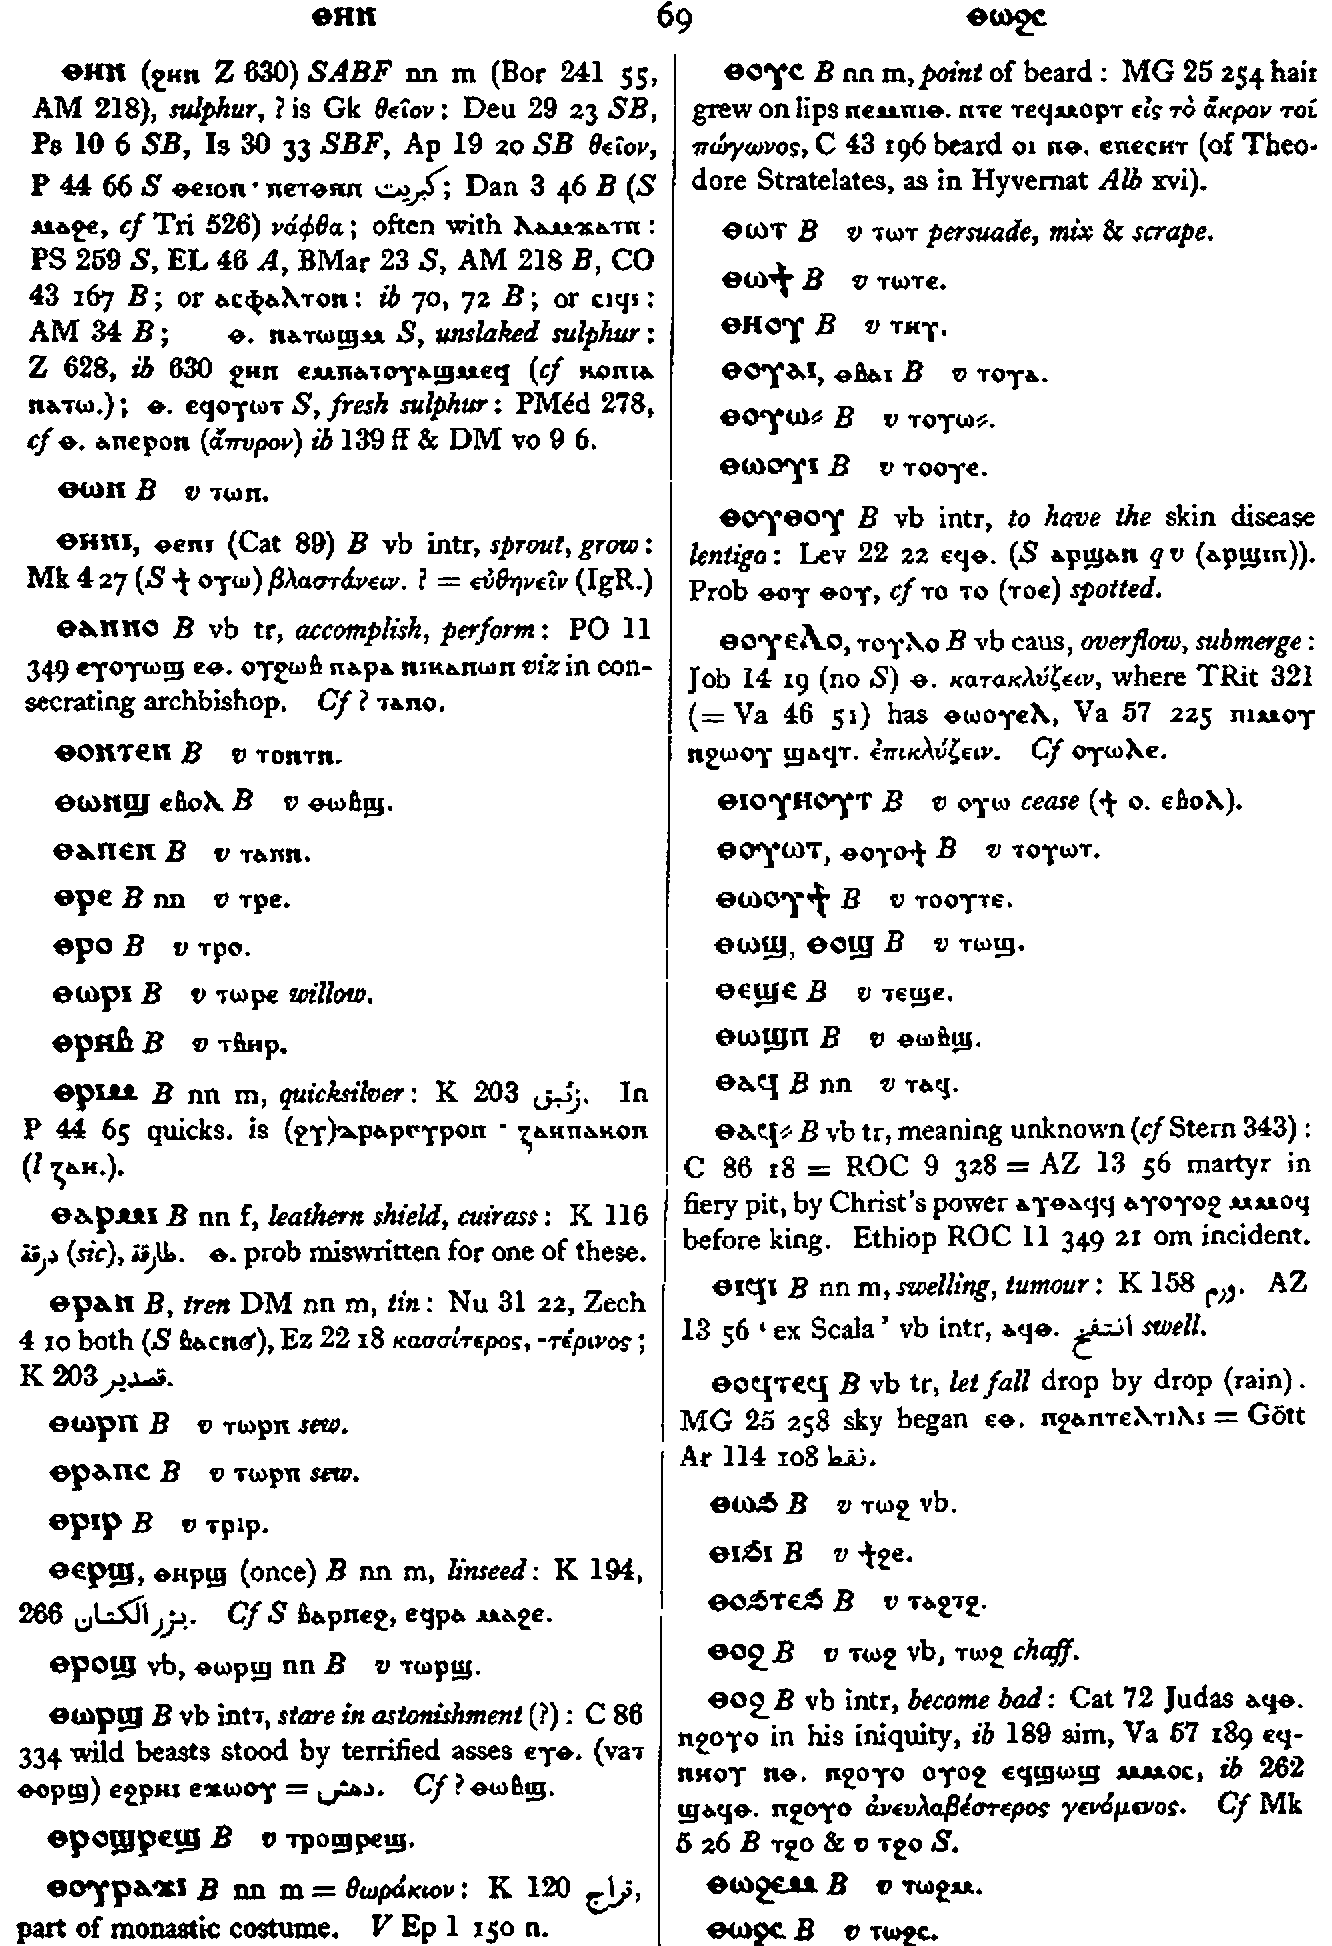 ⲑⲏⲛ 69 ⲑⲱϩⲥ
ⲑⲏⲛ (ϩⲏⲛ Z 630) SABF nn m (Bor 241 55,
AM 218), sulphur, ? is Gk θεῖον: Deu 29 23 SB,
Ps 10 6 SB, Is 30 33 SBF, Ap 19 20 SB θεῖον,
P 44 66 S ⲑⲉⲓⲟⲛ · ⲡⲉⲧⲑⲏⲛ كبريت; Dan 3 46 B (S
ⲙⲁϩⲉ, cf Tri 526) νάφθα; often with ⲗⲁⲙϫⲁⲧⲡ:
PS 259 S, EL 46 A, BMar 23 S, AM 218 B, CO
43 167 B; or ⲁⲥⲫⲁⲗⲧⲟⲛ: ib 70, 72 B; or ⲥⲓϥⲓ:
AM 34 B; ⲑ. ⲛⲁⲧⲱϣⲙ S, unslaked sulphur:
Z 628, ib 630 ϩⲏⲛ ⲉⲙⲡⲁⲧⲟⲩⲁϣⲙⲉϥ (cf ⲕⲟⲛⲓⲁ
ⲛⲁⲧⲱ.); ⲑ. ⲉϥⲟⲩⲱⲧ S, fresh sulphur: PMéd 278,
cf ⲑ. ⲁⲡⲉⲣⲟⲛ (ἄπυρον) ib 139 ff & DM vo 9 6.
ⲑⲱⲛ B v ⲧⲱⲛ.
ⲑⲏⲛⲓ, ⲑⲉⲛⲓ (Cat 89) B vb intr, sprout, grow:
Mk 4 27 (S ϯ ⲟⲩⲱ) βλαστάνειν. ? = εὐθηνεῖν (IgR.)
ⲑⲁⲛⲛⲟ B vb tr, accomplish, perform: PO 11
349 ⲉⲩⲟⲩⲱϣ ⲉⲑ. ⲟⲩϩⲱⲃ ⲡⲁⲣⲁ ⲛⲓⲕⲁⲛⲱⲛ viz in con-
secrating archbishop. Cf ? ⲧⲁⲛⲟ.
ⲑⲟⲛⲧⲉⲛ B v ⲧⲟⲛⲧⲛ.
ⲑⲱⲛϣ ⲉⲃⲟⲗ B v ⲑⲱⲃϣ.
ⲑⲁⲡⲉⲛ B v ⲧⲁⲡⲛ.
ⲑⲣⲉ B nn v ⲧⲣⲉ.
ⲑⲣⲟ B v ⲧⲣⲟ.
ⲑⲱⲣⲓ B v ⲧⲱⲣⲉ willow.
ⲑⲣⲏⲃ B v ⲧⲃⲏⲣ.
ⲑⲣⲓⲙ B nn m, quicksilver: K 203 زئبق. In
P 44 65 quicks. is (ϩⲩ)ⲇⲣⲁⲣⲅⲩⲣⲟⲛ · ⲍⲁⲏⲡⲁⲕⲟⲛ
(l ⲍⲁⲏ.).
ⲑⲁⲣⲙⲓ B nn f, leathern shield, cuirass: K 116
درقة (sic), طارقة. ⲑ. prob miswritten for one of these.
ⲑⲣⲁⲛ B, tren DM nn m, tin: Nu 31 22, Zech
4 10 both (S ⲃⲁⲥⲛϭ), Ez 22 18 κασσίτερος, -τέρινος;
K 203 قصدير.
ⲑⲱⲣⲡ B v ⲧⲱⲣⲡ sew.
ⲑⲣⲁⲡⲥ B v ⲧⲱⲣⲡ sew.
ⲑⲣⲓⲣ B v ⲧⲣⲓⲣ.
ⲑⲉⲣϣ, ⲑⲏⲣϣ (once) B nn m, linseed: K 194,
266 بزر الكتان. Cf S ⲃⲁⲣⲡⲉϩ, ⲉϥⲣⲁ ⲙⲁϩⲉ.
ⲑⲣⲟϣ vb, ⲑⲱⲣϣ nn B v ⲧⲱⲣϣ.
ⲑⲱⲣϣ B vb intr, stare in astonishment (?): C 86
334 wild beasts stood by terrified asses ⲉⲩⲑ. (var
ⲑⲟⲣϣ) ⲉϩⲣⲏⲓ ⲉϫⲱⲟⲩ = دهش. Cf ? ⲑⲱⲃϣ.
ⲑⲣⲟϣⲣⲉϣ B v ⲧⲣⲟϣⲣⲉϣ.
ⲑⲟⲩⲣⲁϫⲓ B nn m = θωράκιον: K 120 تراج,
part of monastic costume. V Ep 1 150 n.
ⲑⲟⲩⲥ B nn m, point of beard: MG 25 254 hair
grew on lips ⲛⲉⲙⲡⲓⲑ. ⲛⲧⲉ ⲧⲉϥⲙⲟⲣⲧ εἰς τὸ ἄκρον τοῦ
πώγωνος, C 43 196 beard ⲟⲓ ⲛⲑ. ⲉⲡⲉⲥⲏⲧ (of Theo-
dore Stratelates, as in Hyvernat Alb xvi).
ⲑⲱⲧ B v ⲧⲱⲧ persuade, mix & scrape.
ⲑⲱϯ B v ⲧⲱⲧⲉ.
ⲑⲏⲟⲩ B v ⲧⲏⲩ.
ⲑⲟⲩⲁⲓ, ⲑⲃⲁⲓ B v ⲧⲟⲩⲁ.
ⲑⲟⲩⲱ⸗ B v ⲧⲟⲩⲱ⸗.
ⲑⲱⲟⲩⲓ B v ⲧⲟⲟⲩⲉ.
ⲑⲟⲩⲑⲟⲩ B vb intr, to have the skin disease
lentigo: Lev 22 22 ⲉϥⲑ. (S ⲁⲣϣⲁⲛ q v (ⲁⲣϣⲓⲛ)).
Prob ⲑⲟⲩ ⲑⲟⲩ, cf ⲧⲟ ⲧⲟ (ⲧⲟⲉ) spotted.
ⲑⲟⲩⲉⲗⲟ, ⲧⲟⲩⲗⲟ B vb caus, overflow, submerge:
Job 14 19 (no S) ⲑ. κατακλύζειν, where TRit 321
(= Va 46 51) has ⲑⲱⲟⲩⲉⲗ, Va 57 225 ⲡⲓⲙⲟⲩ
ⲛϩⲱⲟⲩ ϣⲁϥⲧ. ἐπικλύζειν. Cf ⲟⲩⲱⲗⲉ.
ⲑⲓⲟⲩⲏⲟⲩⲧ B v ⲟⲩⲱ cease (ϯ ⲟ. ⲉⲃⲟⲗ).
ⲑⲟⲩⲱⲧ, ⲑⲟⲩⲟϯ B v ⲧⲟⲩⲱⲧ.
ⲑⲱⲟⲩϯ B v ⲧⲟⲟⲩⲧⲉ.
ⲑⲱϣ, ⲑⲟϣ B v ⲧⲱϣ.
ⲑⲉϣⲉ B v ⲧⲉϣⲉ.
ⲑⲱϣⲡ B v ⲑⲱⲃϣ.
ⲑⲁϥ B nn v ⲧⲁϥ.
ⲑⲁϥ⸗ B vb tr, meaning unknown (cf Stern 343):
C 86 18 = ROC 9 328 = AZ 13 56 martyr in
fiery pit, by Christ's power ⲁⲩⲑⲁϥϥ ⲁⲩⲟⲩⲟϩ ⲙⲙⲟϥ
before king. Ethiop ROC 11 349 21 om incident.
ⲑⲓϥⲓ B nn m, swelling, tumour: K 158 ورم. AZ
13 56 ‘ex Scala’ vb intr, ⲁϥⲑ. انتفخ swell.
ⲑⲟϥⲧⲉϥ B vb tr, let fall drop by drop (rain).
MG 25 258 sky began ⲉⲑ. ⲛϩⲁⲛⲧⲉⲗⲧⲓⲗⲓ = Gött
Ar 114 108 نقط.
ⲑⲱϧ B v ⲧⲱϩ vb.
ⲑⲓϧⲓ B v ϯϩⲉ.
ⲑⲟϧⲧⲉϧ B v ⲧⲁϩⲧϩ.
ⲑⲟϩ B v ⲧⲱϩ vb, ⲧⲱϩ chaff.
ⲑⲟϩ B vb intr, become bad: Cat 72 Judas ⲁϥⲑ.
ⲛϩⲟⲩⲟ in his iniquity, ib 189 sim, Va 57 189 ⲉϥ-
ⲛⲏⲟⲩ ⲛⲑ. ⲛϩⲟⲩⲟ ⲟⲩⲟϩ ⲉϥϣⲱϣ ⲙⲙⲟⲥ, ib 262
ϣⲁϥⲑ. ⲛϩⲟⲩⲟ ἀνευλαβέστερος γενόμενος. Cf Mk
5 26 B ⲧϩⲟ & v ⲧϩⲟ S.
ⲑⲱϩⲉⲙ B v ⲧⲱϩⲙ.
ⲑⲱϩⲥ B v ⲧⲱϩⲥ.